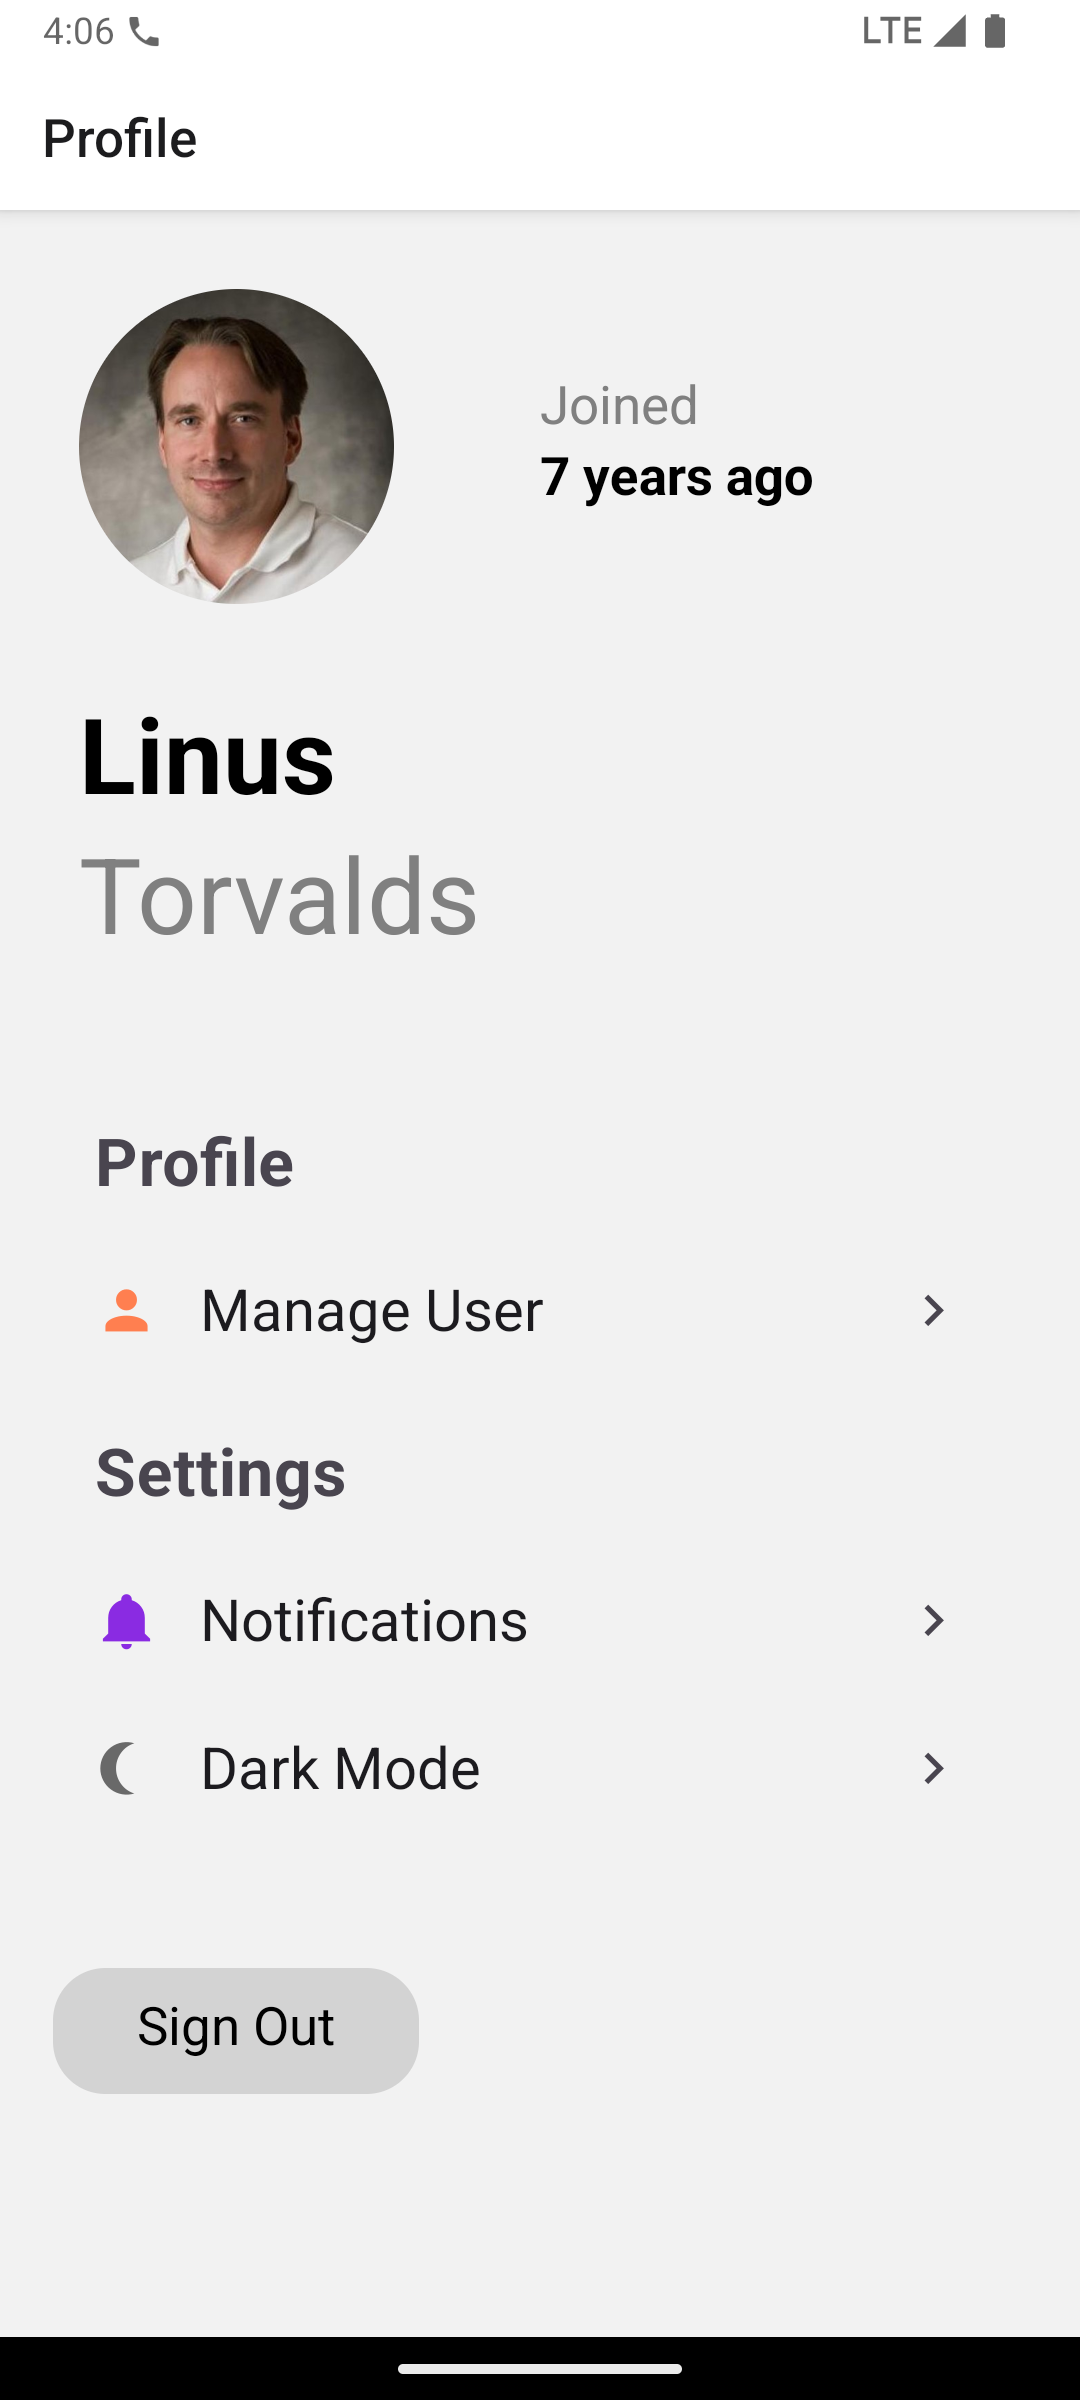 4:06
LTE
Profile
Joined
7 years ago
Linus
Torvalds
Profile
Manage User
Settings
Notifications
Dark Mode
Sign Out